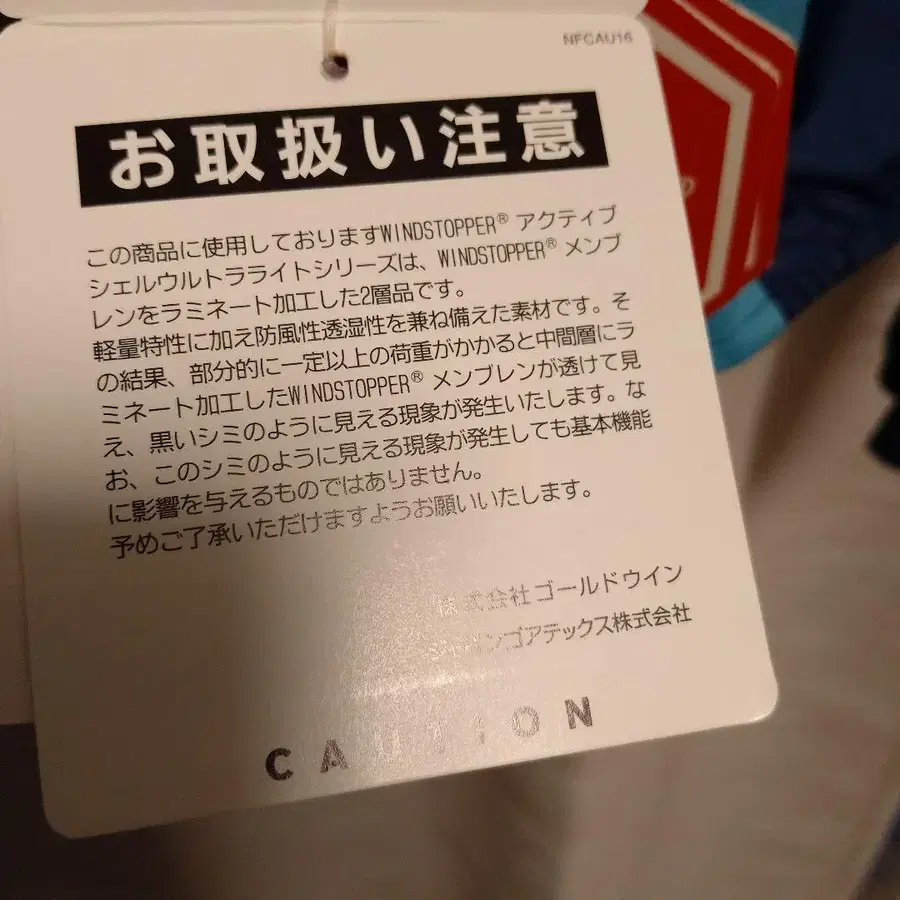 NFCAU16
お取扱い注意
この商品に使用しておりますWINDSTOPPER® アクティブ
シェルウルトラライトシリーズは、WINDSTOPPER® メンブ
レンをラミネート加工した2層品です。
軽量特性に加え防風性透湿性を兼ね備えた素材です。そ
の結果、部分的に一定以上の荷重がかかると中間層にラ
ミネート加工したWINDSTOPPER® メンブレンが透けて見
え、黒いシミのように見える現象が発生いたします。な
お、このシミのように見える現象が発生しても基本機能
に影響を与えるものではありません。
予めご了承いただけますようお願いいたします。
株式会社ゴールドウイン
ジャパンゴアテックス株式会社
CAUTION